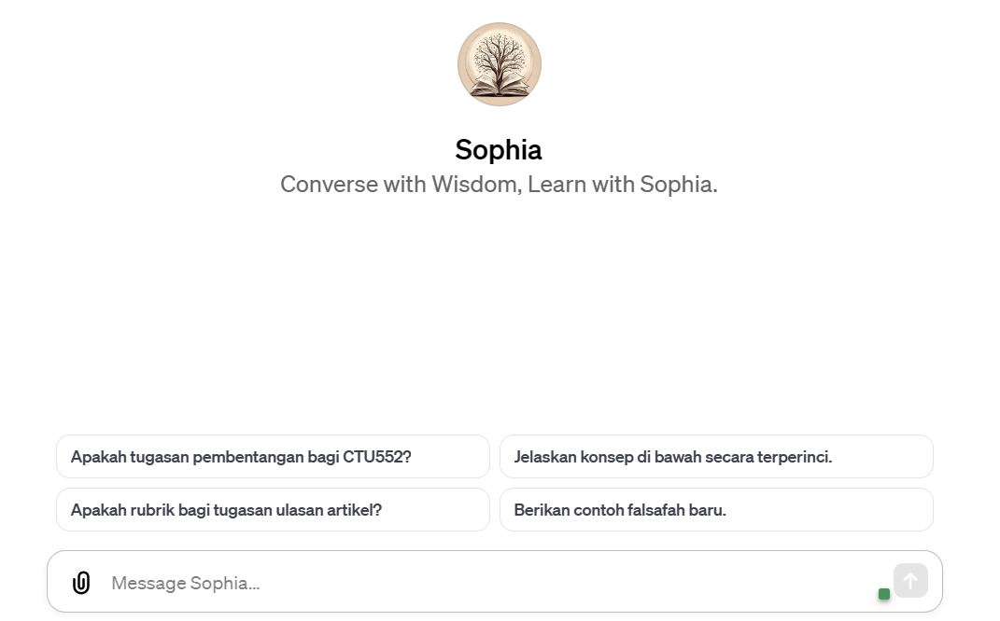 Sophia
Converse with Wisdom, Learn with Sophia.
Apakah tugasan pembentangan bagi CTU552?
Jelaskan konsep di bawah secara terperinci.
Apakah rubrik bagi tugasan ulasan artikel?
Berikan contoh falsafah baru.
Message Sophia...